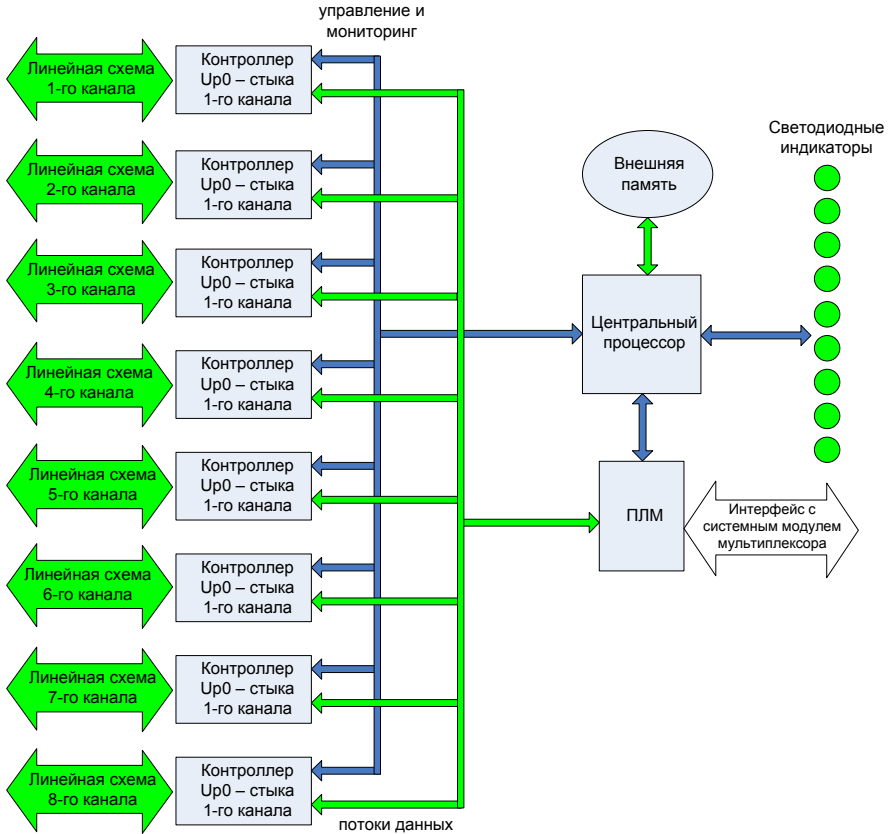 управление и
мониторинг
Линейная схема
1-го канала
Контроллер
Up0 – стыка
1-го канала
Линейная схема
2-го канала
Контроллер
Up0 – стыка
1-го канала
Линейная схема
3-го канала
Контроллер
Up0 – стыка
1-го канала
Линейная схема
4-го канала
Контроллер
Up0 – стыка
1-го канала
Линейная схема
5-го канала
Контроллер
Up0 – стыка
1-го канала
Линейная схема
6-го канала
Контроллер
Up0 – стыка
1-го канала
Линейная схема
7-го канала
Контроллер
Up0 – стыка
1-го канала
Линейная схема
8-го канала
Контроллер
Up0 – стыка
1-го канала
потоки данных
Внешняя
память
Центральный
процессор
ПЛМ
Светодиодные
индикаторы
Интерфейс с
системным модулем
мультиплексора